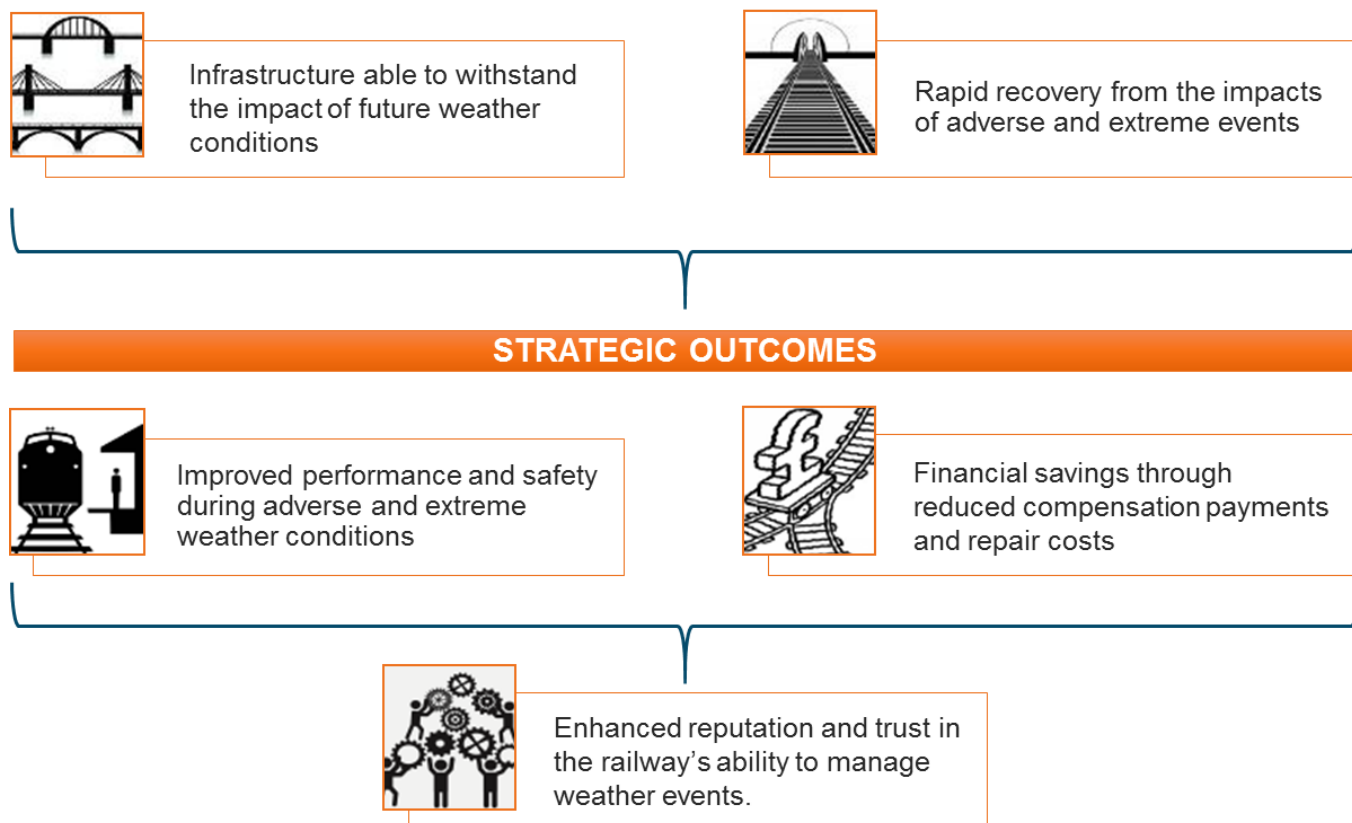 Infrastructure able to withstand
the impact of future weather
conditions
Rapid recovery from the impacts
of adverse and extreme events
STRATEGIC OUTCOMES
Improved performance and safety
during adverse and extreme
weather conditions
Financial savings through
reduced compensation payments
and repair costs
Enhanced reputation and trust in
the railway’s ability to manage
weather events.